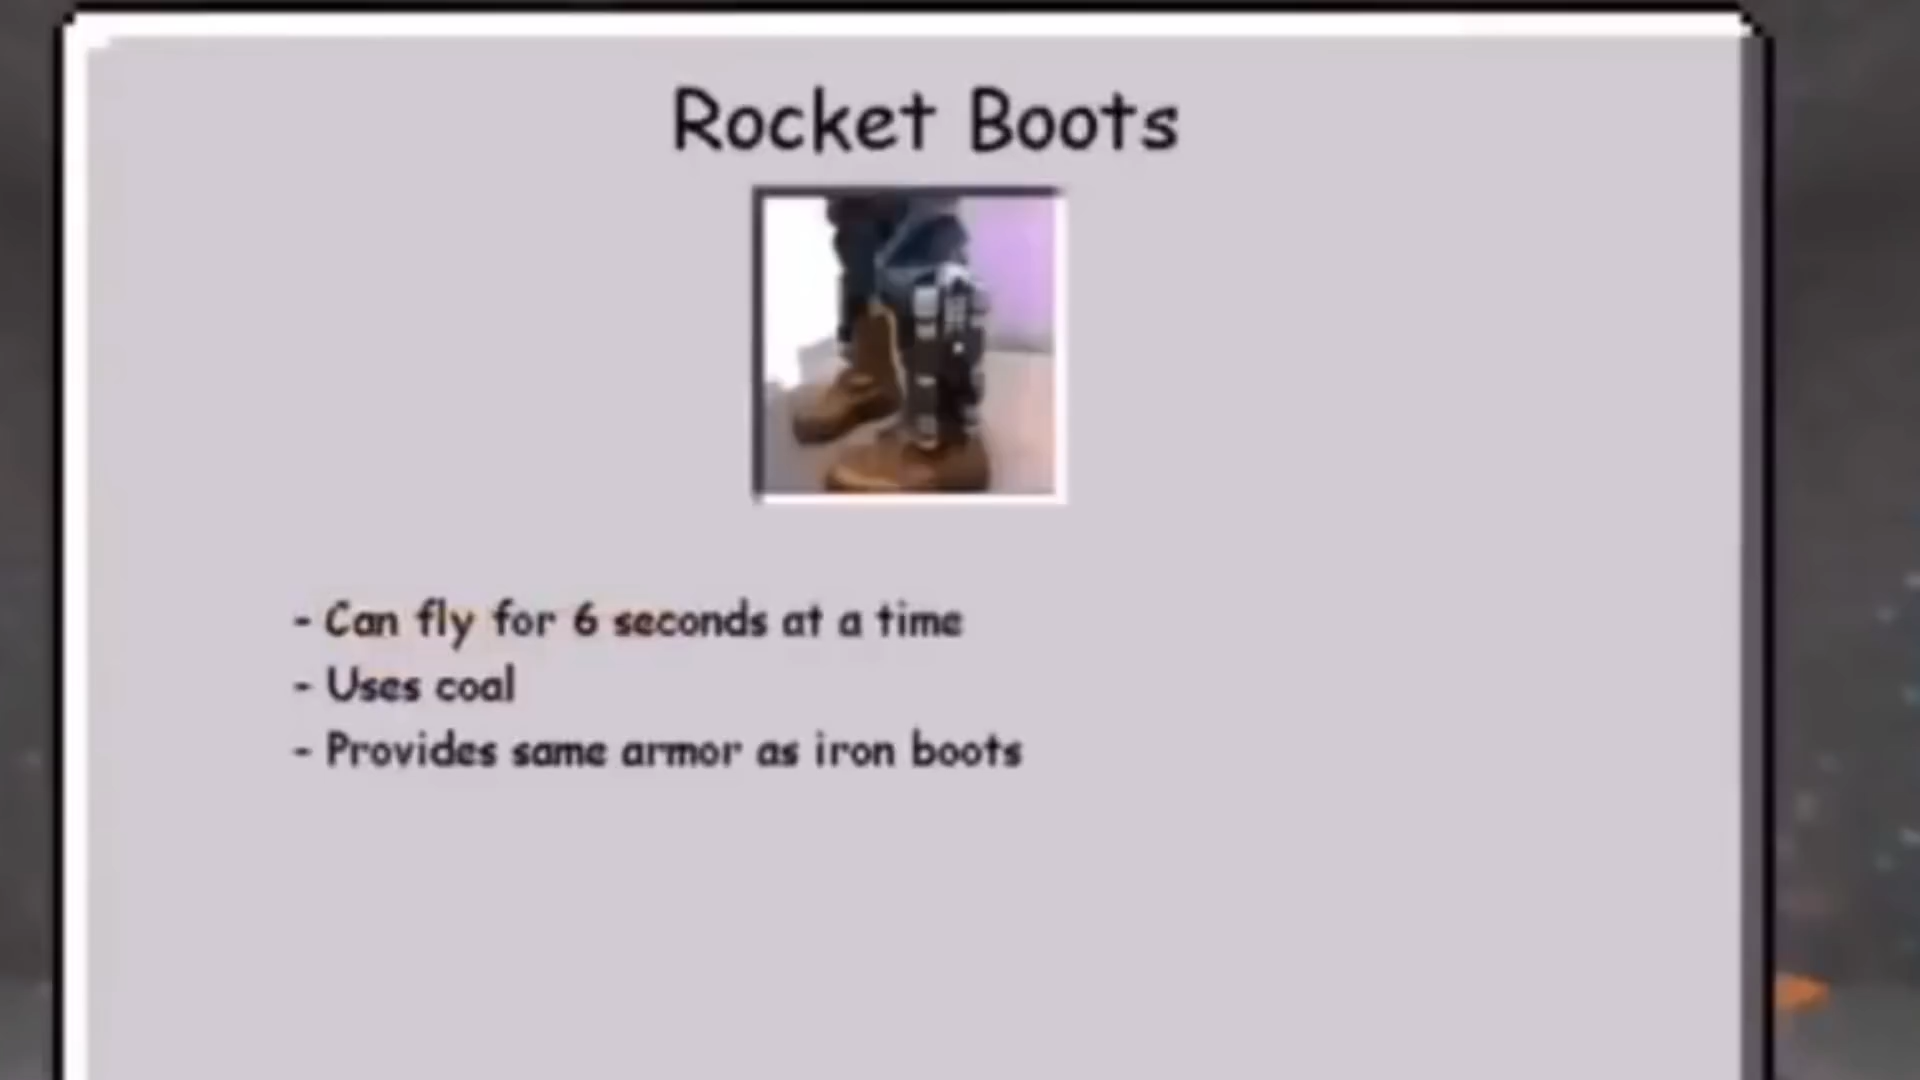 Rocket Boots
- Can fly for 6 seconds at a time
- Uses coal
- Provides same armor as iron boots